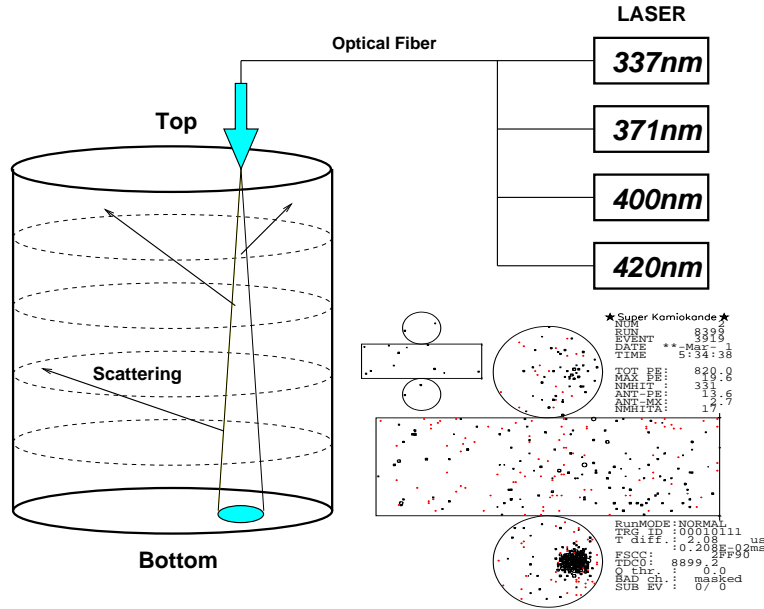 LASER
Optical Fiber
337nm
371nm
400nm
420nm
Top
Scattering
Bottom
★ Super Kamiokande ★
NUM 2
RUN 8399
EVENT 3919
DATE **-Mar- 1
TIME 5:34:38
TOT PE: 820.0
MAX PE: 19.6
NMHIT : 331
ANT-PE: 13.6
ANT-MX: 2.7
NMHITA: 17
RunMODE:NORMAL
TRG ID :00010111
T diff.: 2.08 us
:0.208E-02ms
FSCC: 2FF90
TDC0: 8899.2
Q thr. : 0.0
BAD ch.: masked
SUB EV : 0/ 0